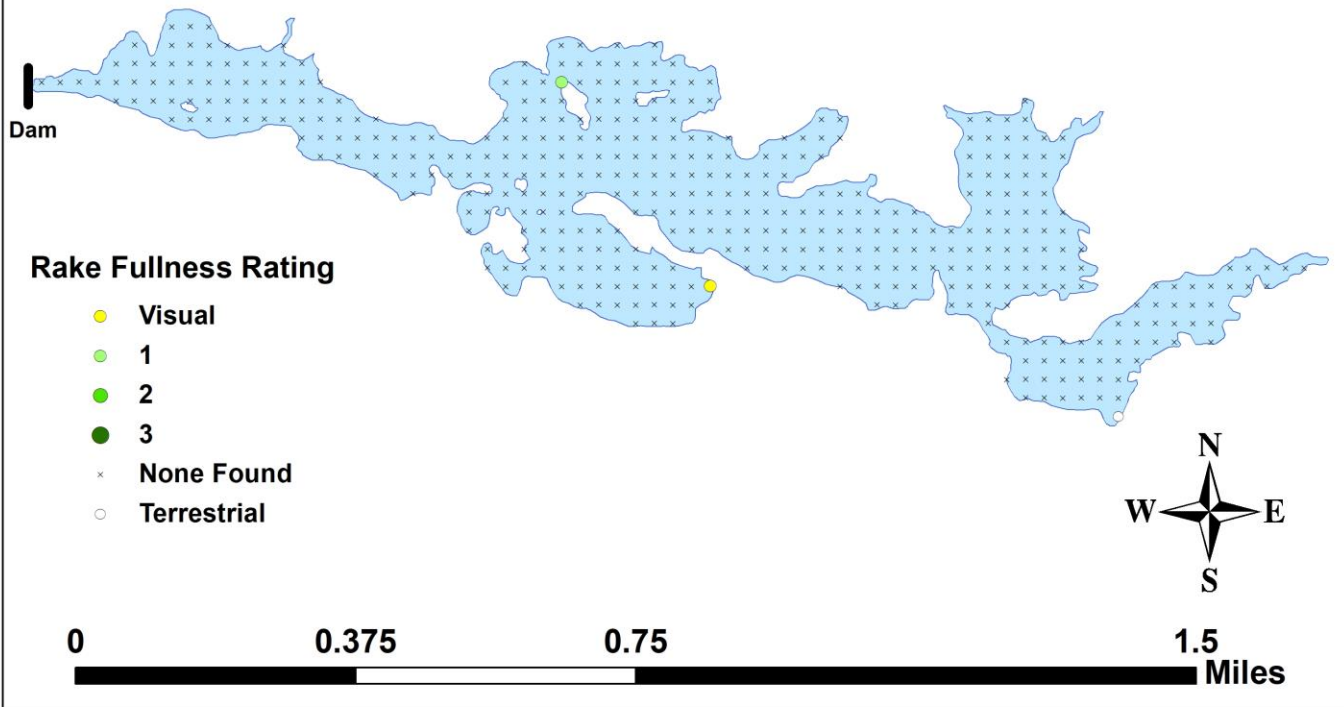 Dam
Rake Fullness Rating
Visual
1
2
3
None Found
Terrestrial
N
W E
S
0 0.375 0.75 1.5
Miles